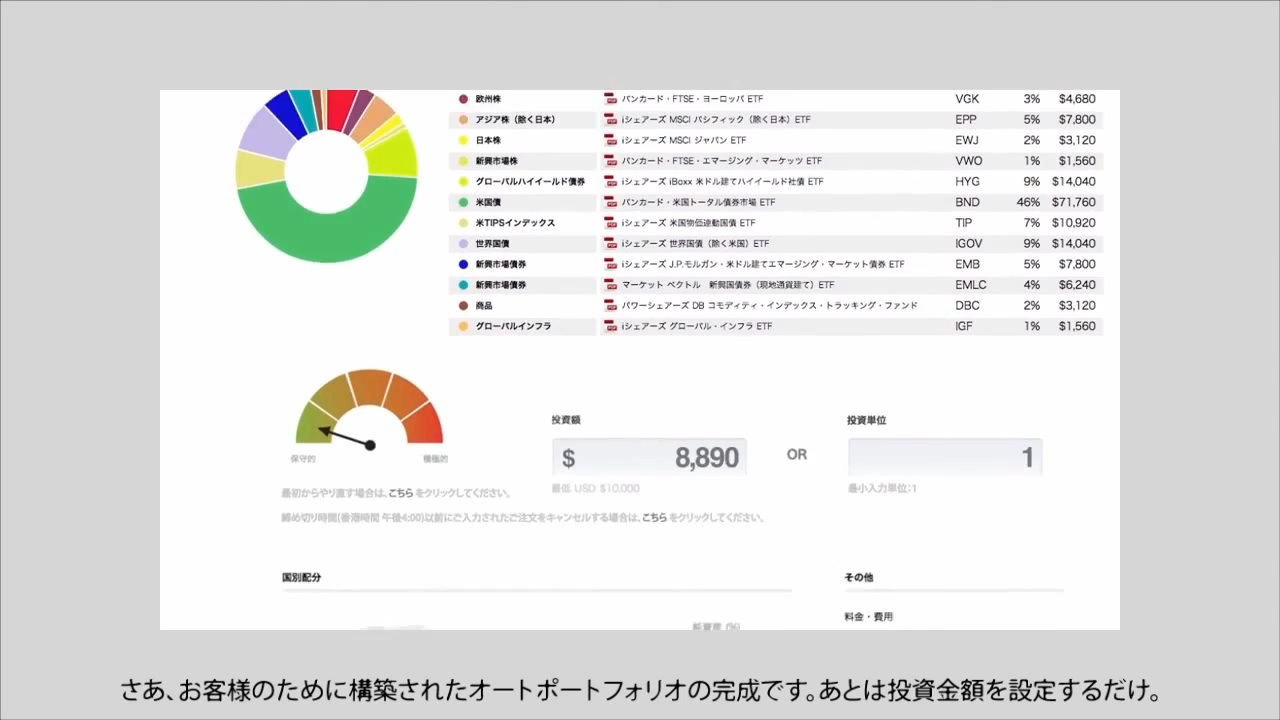 欧州株 バンガード・FTSE・ヨーロッパ ETF VGK 3% $4,680
アジア株（除く日本） iシェアーズ MSCI パシフィック（除く日本）ETF EPP 5% $7,800
日本株 iシェアーズ MSCI ジャパン ETF EWJ 2% $3,120
新興市場株 バンガード・FTSE・エマージング・マーケッツ ETF VWO 1% $1,560
グローバルハイイールド債券 iシェアーズ iBoxx 米ドル建てハイイールド社債 ETF HYG 9% $14,040
米国債 バンガード・米国トータル債券市場 ETF BND 46% $71,760
米TIPSインデックス iシェアーズ 米国物価連動国債 ETF TIP 7% $10,920
世界国債 iシェアーズ 世界国債（除く米国）ETF IGOV 9% $14,040
新興市場債券 iシェアーズ J.P.モルガン・米ドル建てエマージング・マーケット債券 ETF EMB 5% $7,800
新興市場債券 マーケット ベクトル 新興国債券（現地通貨建て）ETF EMLC 4% $6,240
商品 パワーシェアーズ DB コモディティ・インデックス・トラッキング・ファンド DBC 2% $3,120
グローバルインフラ iシェアーズ グローバル・インフラ ETF IGF 1% $1,560
投資額 投資単位
$ 8,890 OR 1
保守的 積極的
最低 USD $10,000 最小入力単位:1
最初からやり直す場合は、こちら をクリックしてください。
締め切り時間(香港時間 午後4:00)以前にご入力されたご注文をキャンセルする場合は、こちら をクリックしてください。
国別配分 その他
料金・費用
総資産 (%)
さあ、お客様のために構築されたオートポートフォリオの完成です。あとは投資金額を設定するだけ。